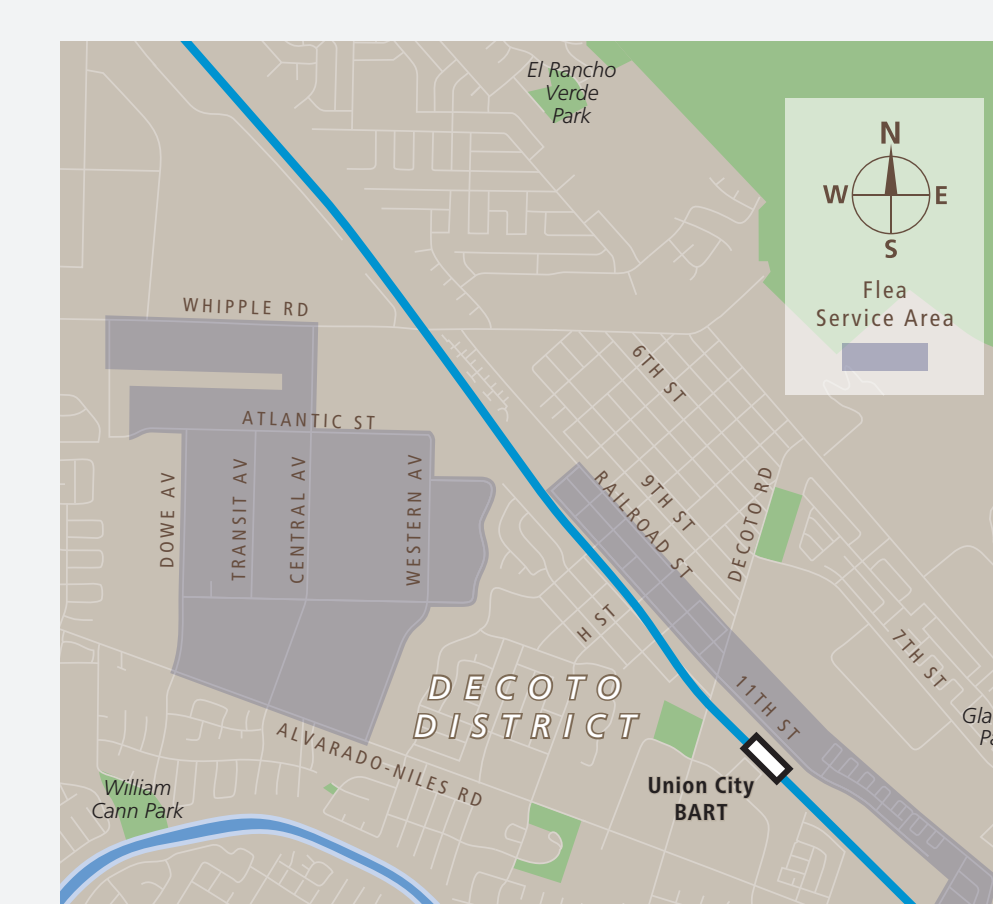 El Rancho
Verde
Park
N
W
E
S
Flea
Service Area
WHIPPLE RD
6TH ST
ATLANTIC ST
DOWE AV
TRANSIT AV
CENTRAL AV
WESTERN AV
RAILROAD ST
9TH ST
DECOTO RD
H ST
7TH ST
DECOTO
DISTRICT
11TH ST
ALVARADO-NILES RD
Union City
BART
William
Cann Park